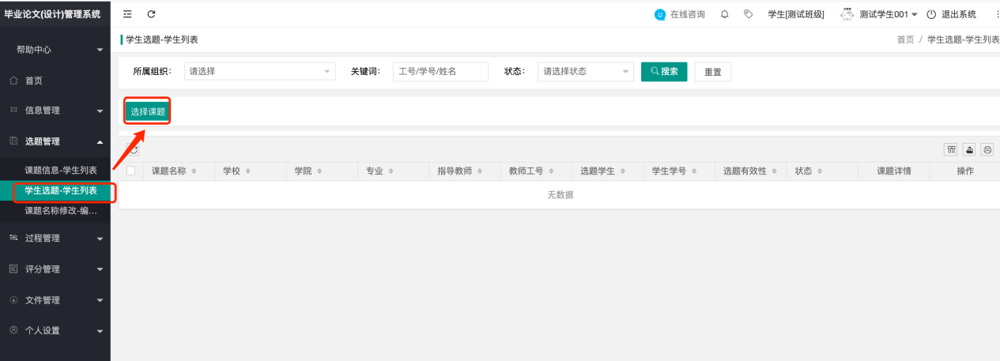 毕业论文(设计)管理系统
在线咨询 学生[测试班级] 测试学生001 退出系统
学生选题-学生列表
首页 / 学生选题-学生列表
帮助中心
首页
信息管理
选题管理
课题信息-学生列表
学生选题-学生列表
课题名称修改-编...
过程管理
评分管理
文件管理
个人设置
所属组织: 请选择 关键词: 工号/学号/姓名 状态: 请选择状态 搜索 重置
选择课题
课题名称 学校 学院 专业 指导教师 教师工号 选题学生 学生学号 选题有效性 状态 课题详情 操作
无数据